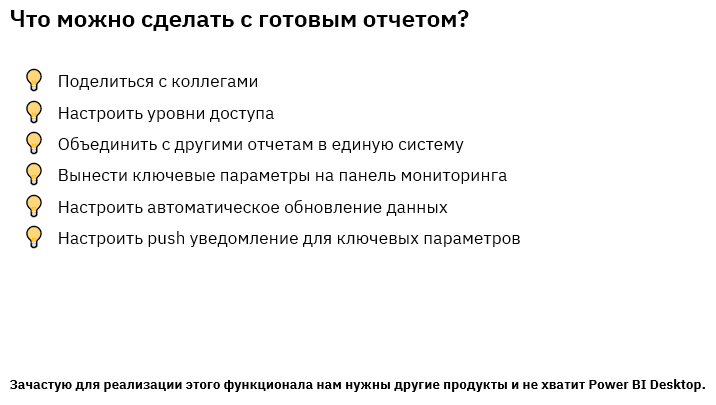 Что можно сделать с готовым отчетом?
Поделиться с коллегами
Настроить уровни доступа
Объединить с другими отчетам в единую систему
Вынести ключевые параметры на панель мониторинга
Настроить автоматическое обновление данных
Настроить push уведомление для ключевых параметров
Зачастую для реализации этого функционала нам нужны другие продукты и не хватит Power BI Desktop.